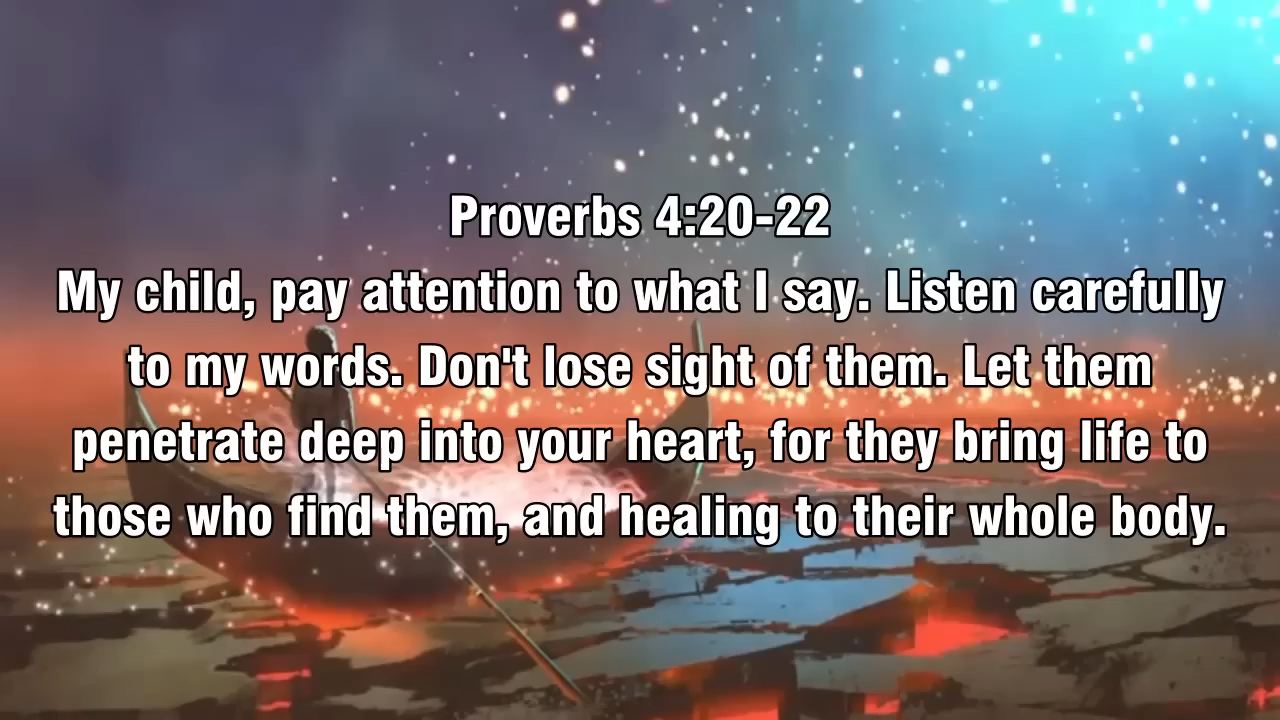 Proverbs 4:20-22
My child, pay attention to what I say. Listen carefully
to my words. Don't lose sight of them. Let them
penetrate deep into your heart, for they bring life to
those who find them, and healing to their whole body.